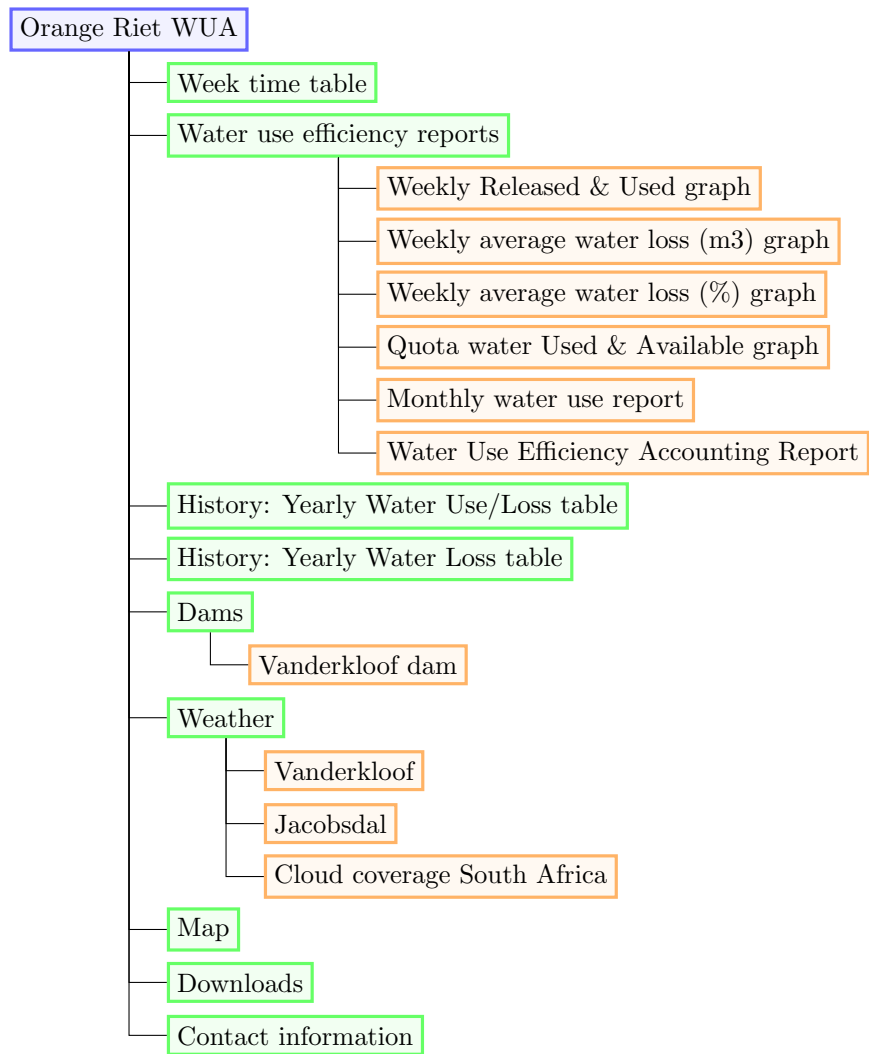 Orange Riet WUA
Week time table
Water use efficiency reports
Weekly Released & Used graph
Weekly average water loss (m3) graph
Weekly average water loss (%) graph
Quota water Used & Available graph
Monthly water use report
Water Use Efficiency Accounting Report
History: Yearly Water Use/Loss table
History: Yearly Water Loss table
Dams
Vanderkloof dam
Weather
Vanderkloof
Jacobsdal
Cloud coverage South Africa
Map
Downloads
Contact information